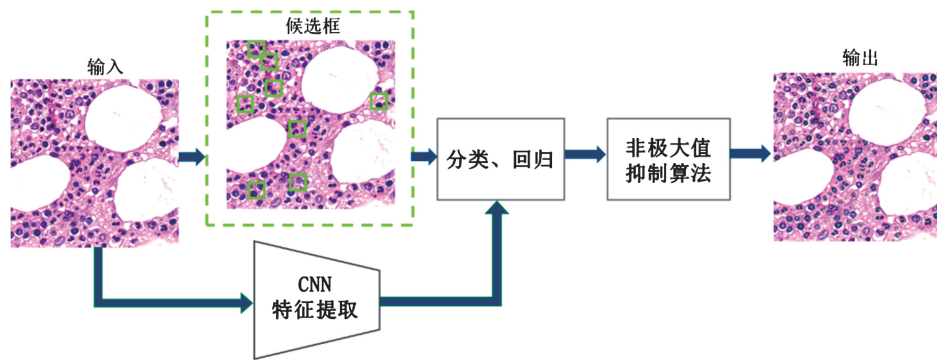 输入
候选框
输出
分类、回归
非极大值
抑制算法
CNN
特征提取